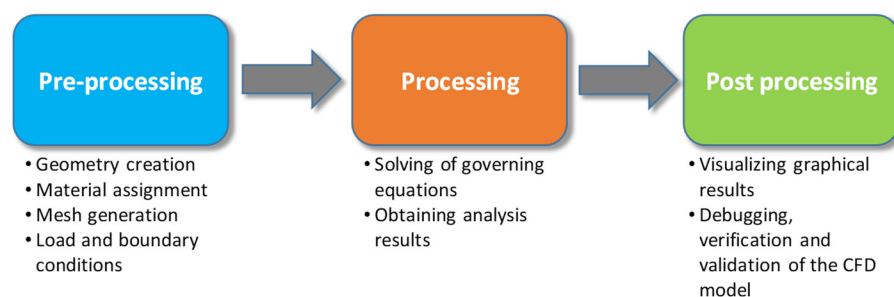 Pre-processing
• Geometry creation
• Material assignment
• Mesh generation
• Load and boundary
conditions
Processing
• Solving of governing
equations
• Obtaining analysis
results
Post processing
• Visualizing graphical
results
• Debugging,
verification and
validation of the CFD
model